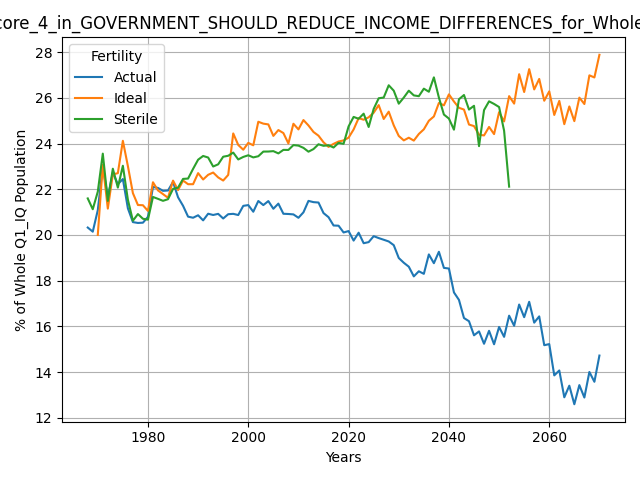 core_4_in_GOVERNMENT_SHOULD_REDUCE_INCOME_DIFFERENCES_for_Whole
Fertility
Actual
Ideal
Sterile
% of Whole Q1_IQ Population
28
26
24
22
20
18
16
14
12
1980
2000
2020
2040
2060
Years